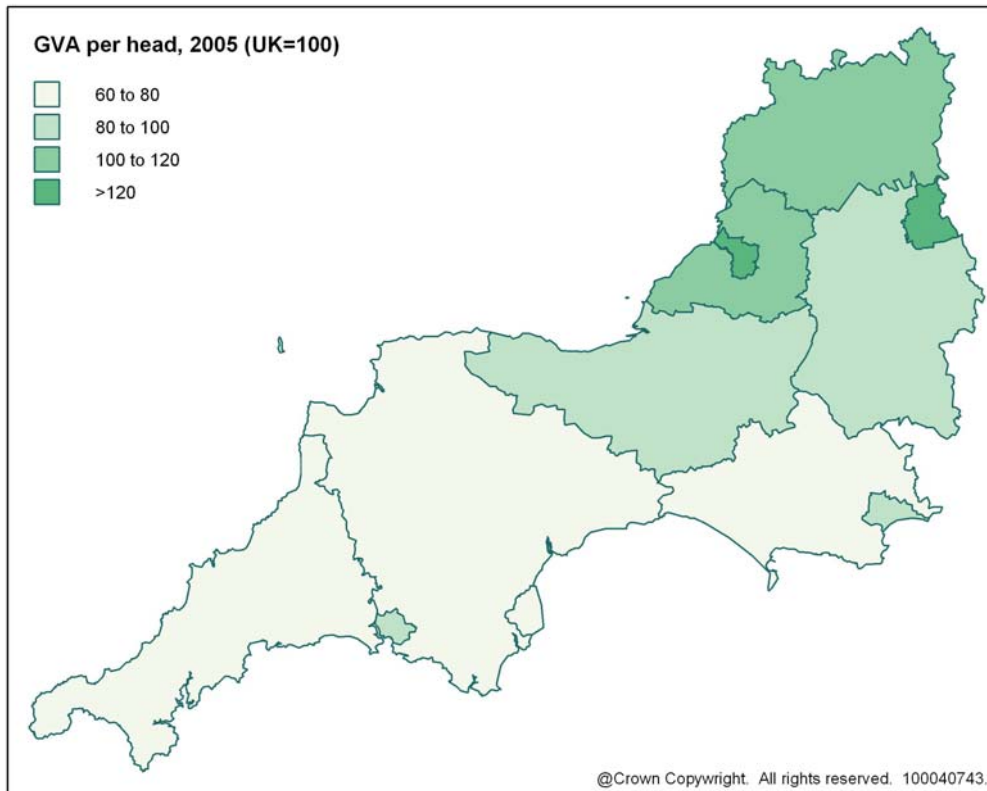 GVA per head, 2005 (UK=100)
60 to 80
80 to 100
100 to 120
>120
@Crown Copywright. All rights reserved. 100040743.